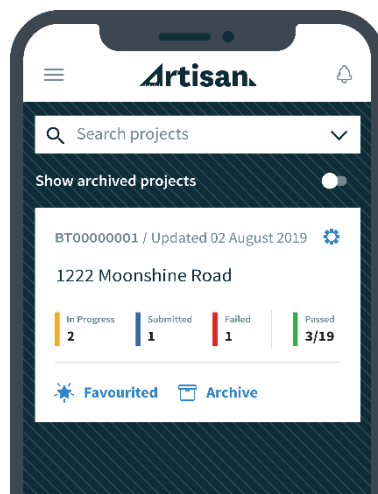 Artisan
Search projects
Show archived projects
BT00000001 / Updated 02 August 2019
1222 Moonshine Road
In Progress Submitted Failed Passed
2 1 1 3/19
Favourited Archive